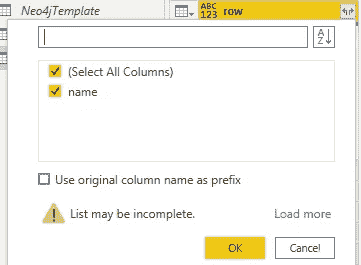 Neo4jTemplate
ABC
123 row
A
Z
(Select All Columns)
name
Use original column name as prefix
List may be incomplete. Load more
OK Cancel